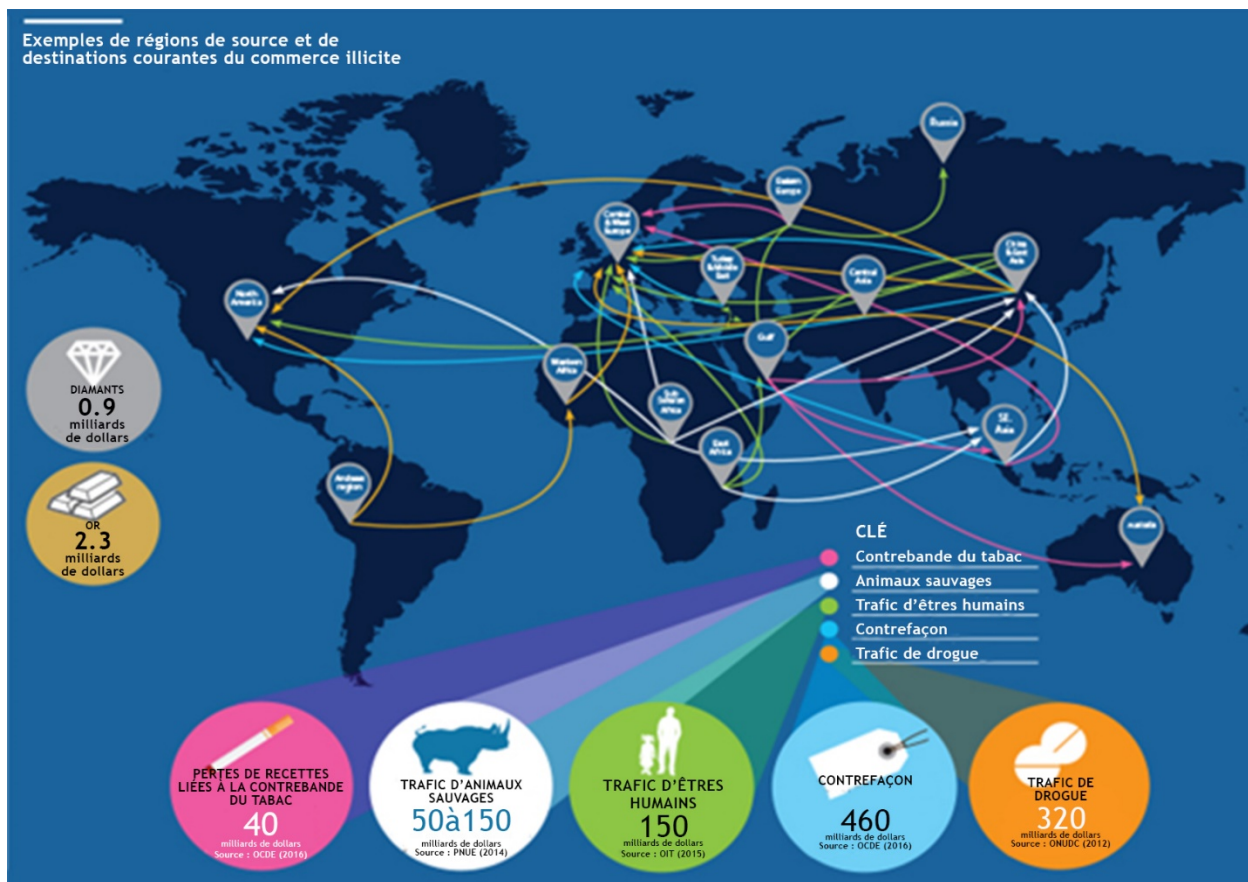 Exemples de régions de source et de
destinations courantes du commerce illicite
Russia
Eastern
Europe
Central
& West
Europe
China
& East
Asia
Turkey
& Middle
East
Central
Asia
North
America
Gulf
Western
Africa
Sub
Saharan
Africa
East
Africa
SE.
Asia
Andean
region
Australia
DIAMANTS
0.9
milliards
de dollars
OR
2.3
milliards
de dollars
CLÉ
Contrebande du tabac
Animaux sauvages
Trafic d'êtres humains
Contrefaçon
Trafic de drogue
PERTES DE RECETTES
LIÉES À LA CONTREBANDE
DU TABAC
40
milliards de dollars
Source : OCDE (2016)
TRAFIC D'ANIMAUX
SAUVAGES
50à150
milliards de dollars
Source : PNUE (2014)
TRAFIC D'ÊTRES
HUMAINS
150
milliards de dollars
Source : OIT (2015)
CONTREFAÇON
460
milliards de dollars
Source : OCDE (2016)
TRAFIC DE
DROGUE
320
milliards de dollars
Source : ONUDC (2012)